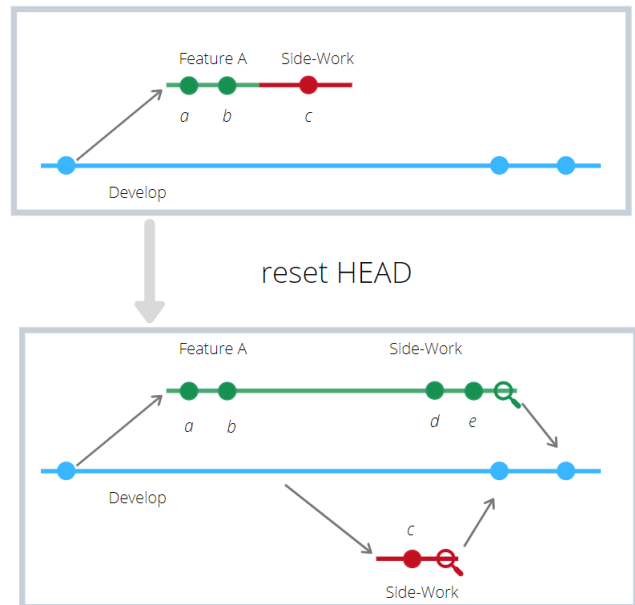 Feature A Side-Work
a b c
Develop
reset HEAD
Feature A Side-Work
a b d e
Develop
c
Side-Work